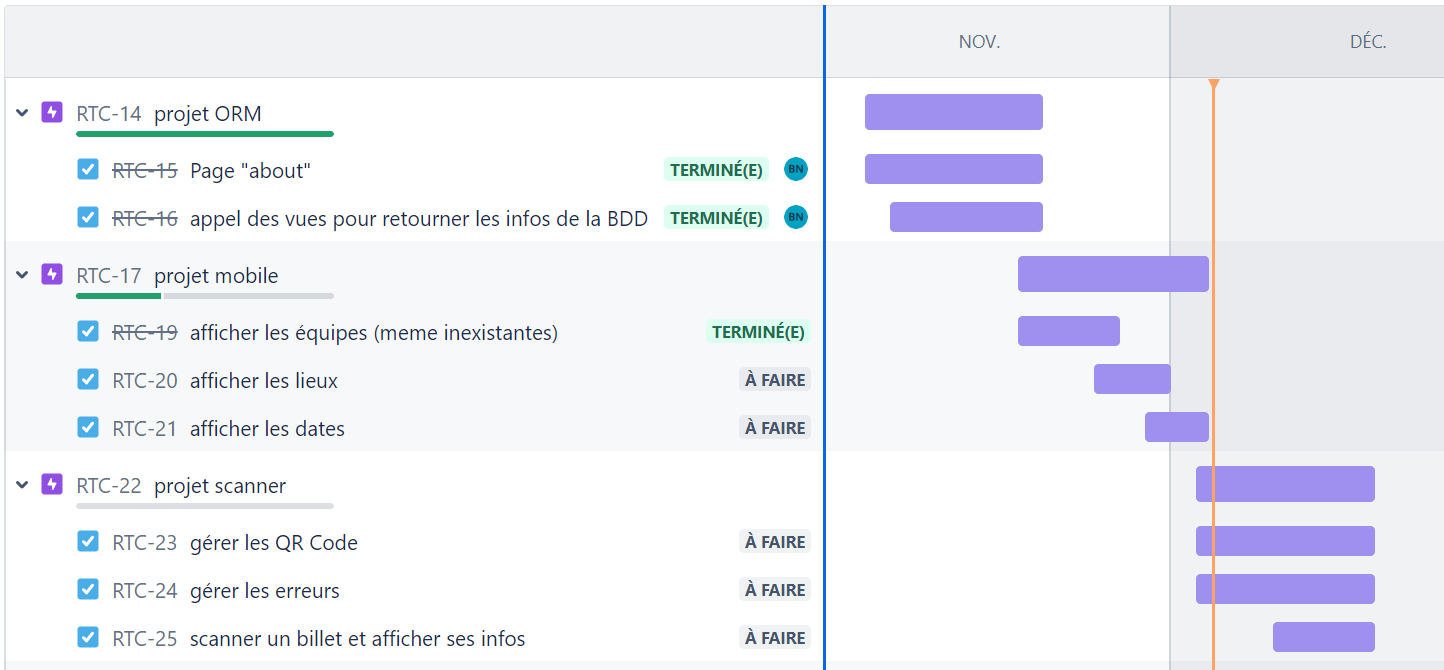 NOV. DÉC.
RTC-14 projet ORM
RTC-15 Page "about" TERMINÉ(E) BN
RTC-16 appel des vues pour retourner les infos de la BDD TERMINÉ(E) BN
RTC-17 projet mobile
RTC-19 afficher les équipes (meme inexistantes) TERMINÉ(E)
RTC-20 afficher les lieux À FAIRE
RTC-21 afficher les dates À FAIRE
RTC-22 projet scanner
RTC-23 gérer les QR Code À FAIRE
RTC-24 gérer les erreurs À FAIRE
RTC-25 scanner un billet et afficher ses infos À FAIRE